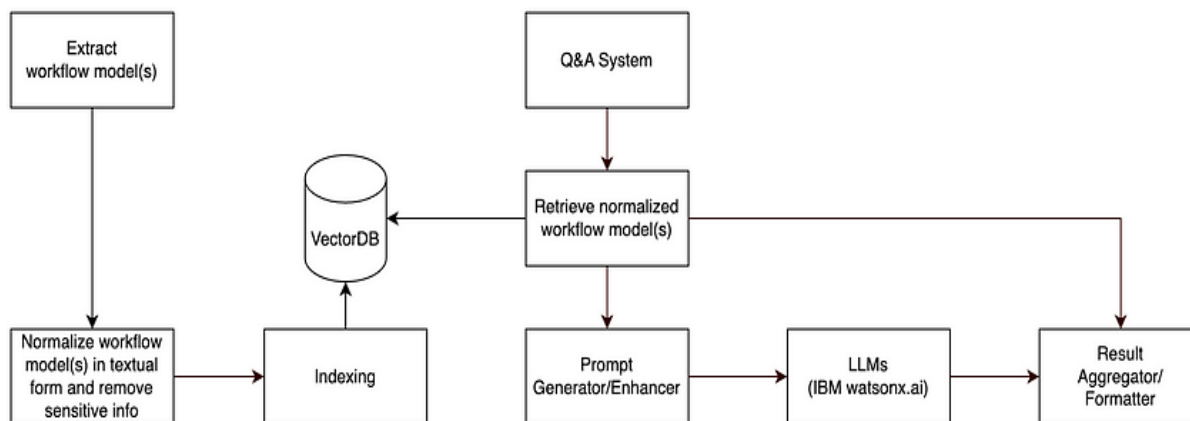 Extract
workflow model(s)
Q&A System
VectorDB
Retrieve normalized
workflow model(s)
Normalize workflow
model(s) in textual
form and remove
sensitive info
Indexing
Prompt
Generator/Enhancer
LLMs
(IBM watsonx.ai)
Result
Aggregator/
Formatter